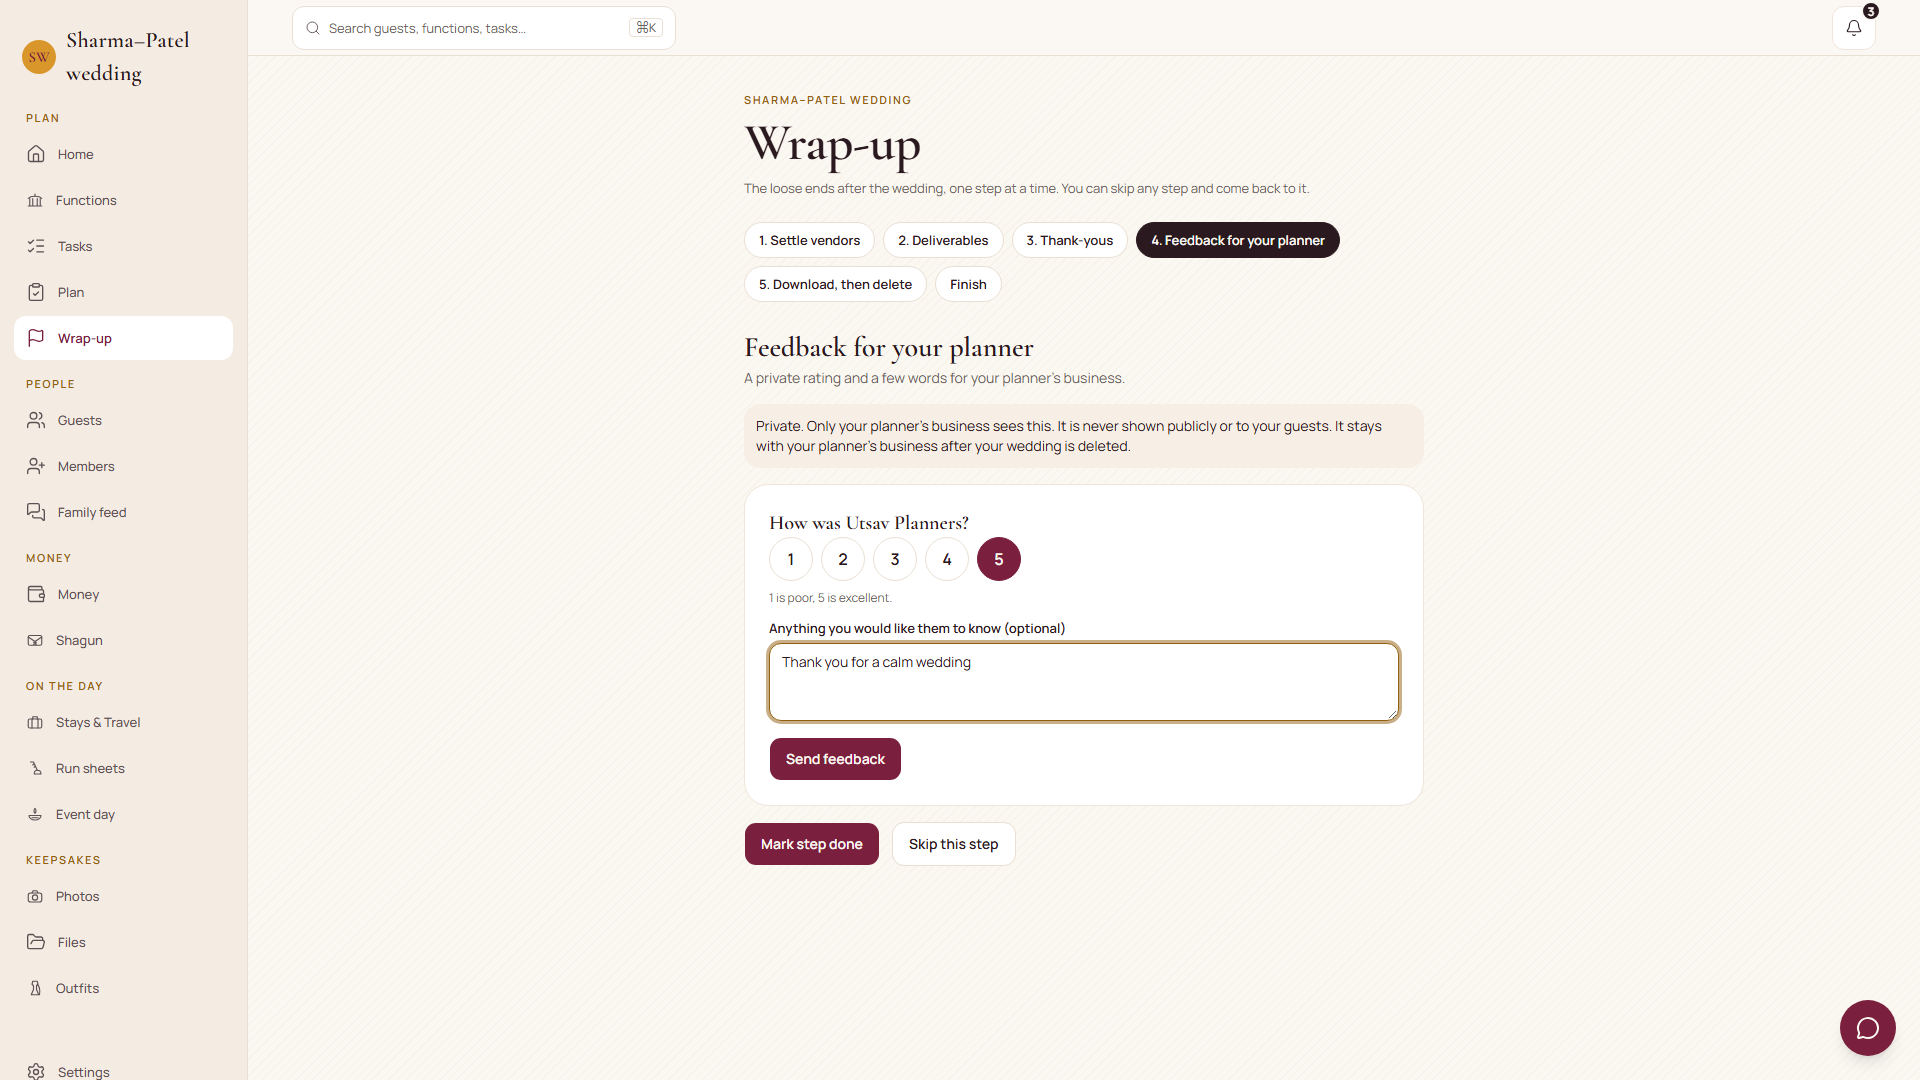 SW
Sharma–Patel
wedding
PLAN
Home
Functions
Tasks
Plan
Wrap-up
PEOPLE
Guests
Members
Family feed
MONEY
Money
Shagun
ON THE DAY
Stays & Travel
Run sheets
Event day
KEEPSAKES
Photos
Files
Outfits
Settings
Search guests, functions, tasks…
⌘K
3
SHARMA–PATEL WEDDING
Wrap-up
The loose ends after the wedding, one step at a time. You can skip any step and come back to it.
1. Settle vendors
2. Deliverables
3. Thank-yous
4. Feedback for your planner
5. Download, then delete
Finish
Feedback for your planner
A private rating and a few words for your planner's business.
Private. Only your planner's business sees this. It is never shown publicly or to your guests. It stays
with your planner's business after your wedding is deleted.
How was Utsav Planners?
1 2 3 4 5
1 is poor, 5 is excellent.
Anything you would like them to know (optional)
Thank you for a calm wedding
Send feedback
Mark step done
Skip this step